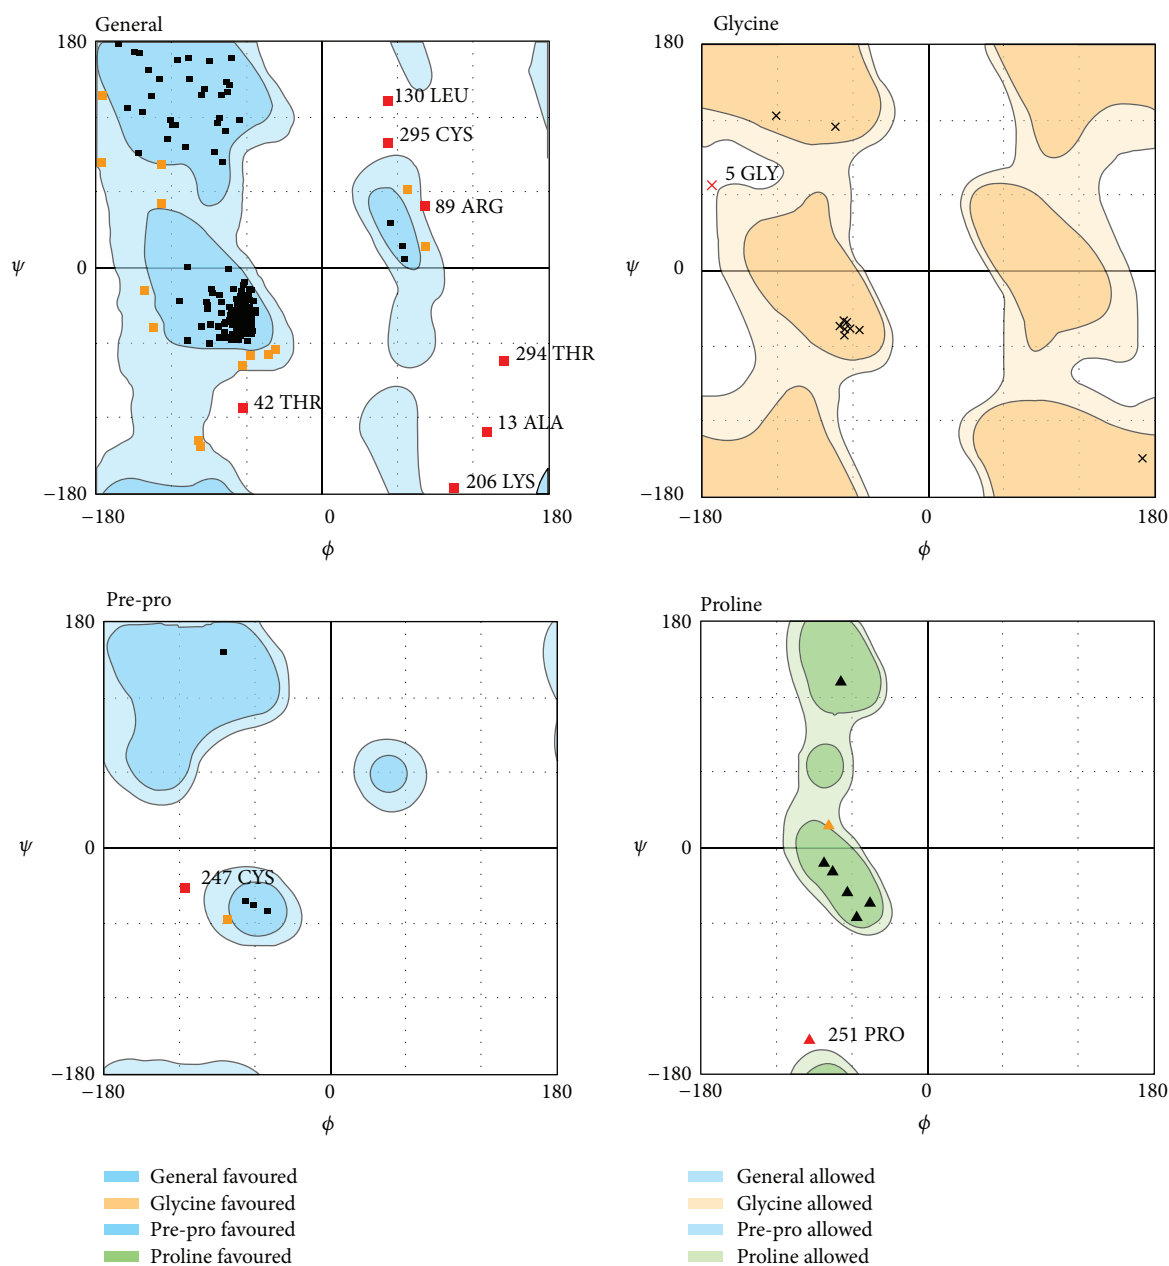 General
180
130 LEU
295 CYS
89 ARG
ψ
0
294 THR
42 THR
13 ALA
206 LYS
−180
−180
0
180
ϕ
Glycine
180
5 GLY
ψ
0
−180
−180
0
180
ϕ
Pre-pro
180
ψ
0
247 CYS
−180
−180
0
180
ϕ
Proline
180
ψ
0
251 PRO
−180
−180
0
180
ϕ
General favoured
Glycine favoured
Pre-pro favoured
Proline favoured
General allowed
Glycine allowed
Pre-pro allowed
Proline allowed